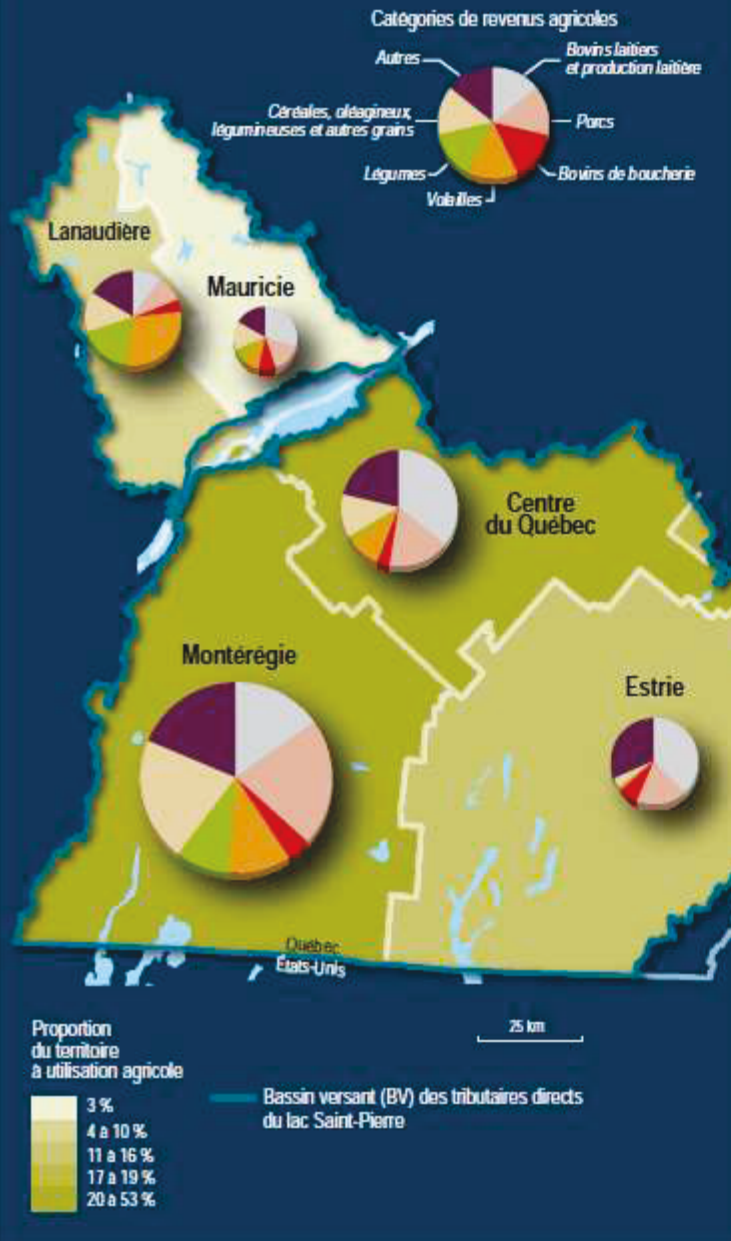 Catégories de revenus agricoles
Autres
Bovins laitiers
et production laitière
Céréales, oléagineux,
légumineuses et autres grains
Porcs
Légumes
Bovins de boucherie
Volailles
Lanaudière
Mauricie
Centre
du Québec
Montérégie
Estrie
Québec
États-Unis
25 km
Proportion
du territoire
à utilisation agricole
3 %
4 à 10 %
11 à 16 %
17 à 19 %
20 à 53 %
Bassin versant (BV) des tributaires directs
du lac Saint-Pierre